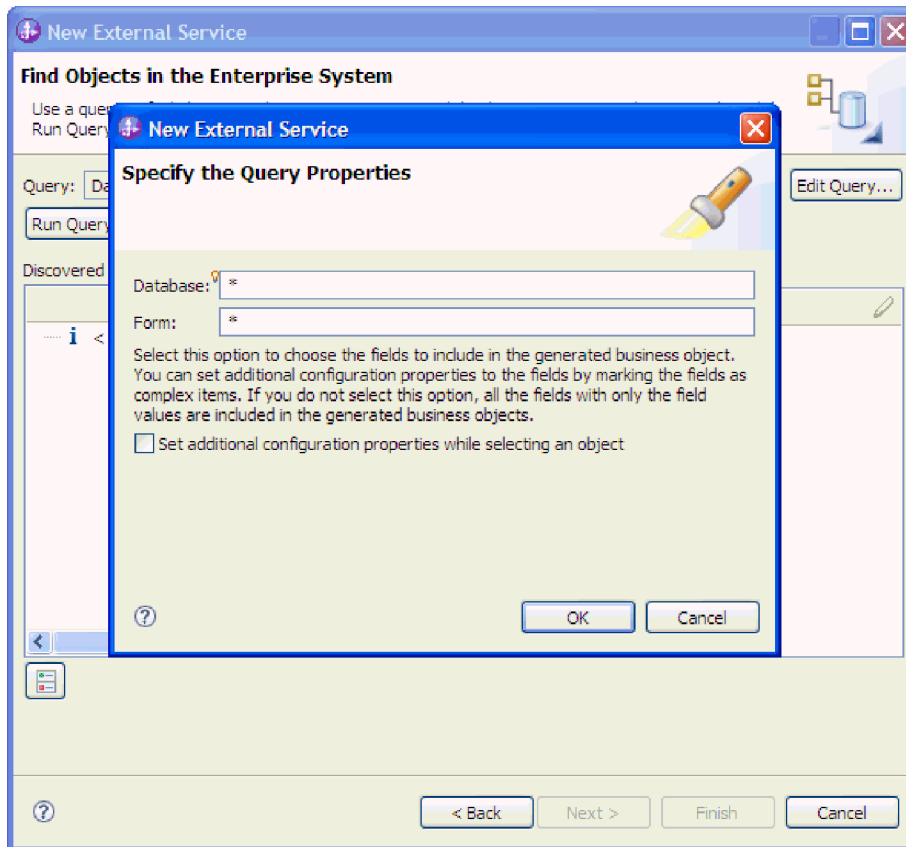 New External Service
Find Objects in the Enterprise System
Use a
Run Query
Query:
Edit Query...
Run Query
Discovered
i <
New External Service
Specify the Query Properties
Database: *
Form: *
Select this option to choose the fields to include in the generated business object.
You can set additional configuration properties to the fields by marking the fields as
complex items. If you do not select this option, all the fields with only the field
values are included in the generated business objects.
Set additional configuration properties while selecting an object
?
OK
Cancel
?
< Back
Next >
Finish
Cancel